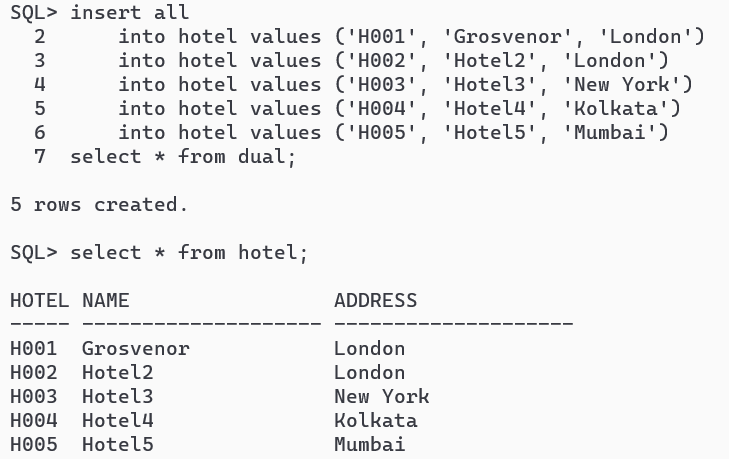 SQL> insert all
  2      into hotel values ('H001', 'Grosvenor', 'London')
  3      into hotel values ('H002', 'Hotel2', 'London')
  4      into hotel values ('H003', 'Hotel3', 'New York')
  5      into hotel values ('H004', 'Hotel4', 'Kolkata')
  6      into hotel values ('H005', 'Hotel5', 'Mumbai')
  7  select * from dual;

5 rows created.

SQL> select * from hotel;

HOTEL NAME                 ADDRESS
----- -------------------- --------------------
H001  Grosvenor            London
H002  Hotel2               London
H003  Hotel3               New York
H004  Hotel4               Kolkata
H005  Hotel5               Mumbai